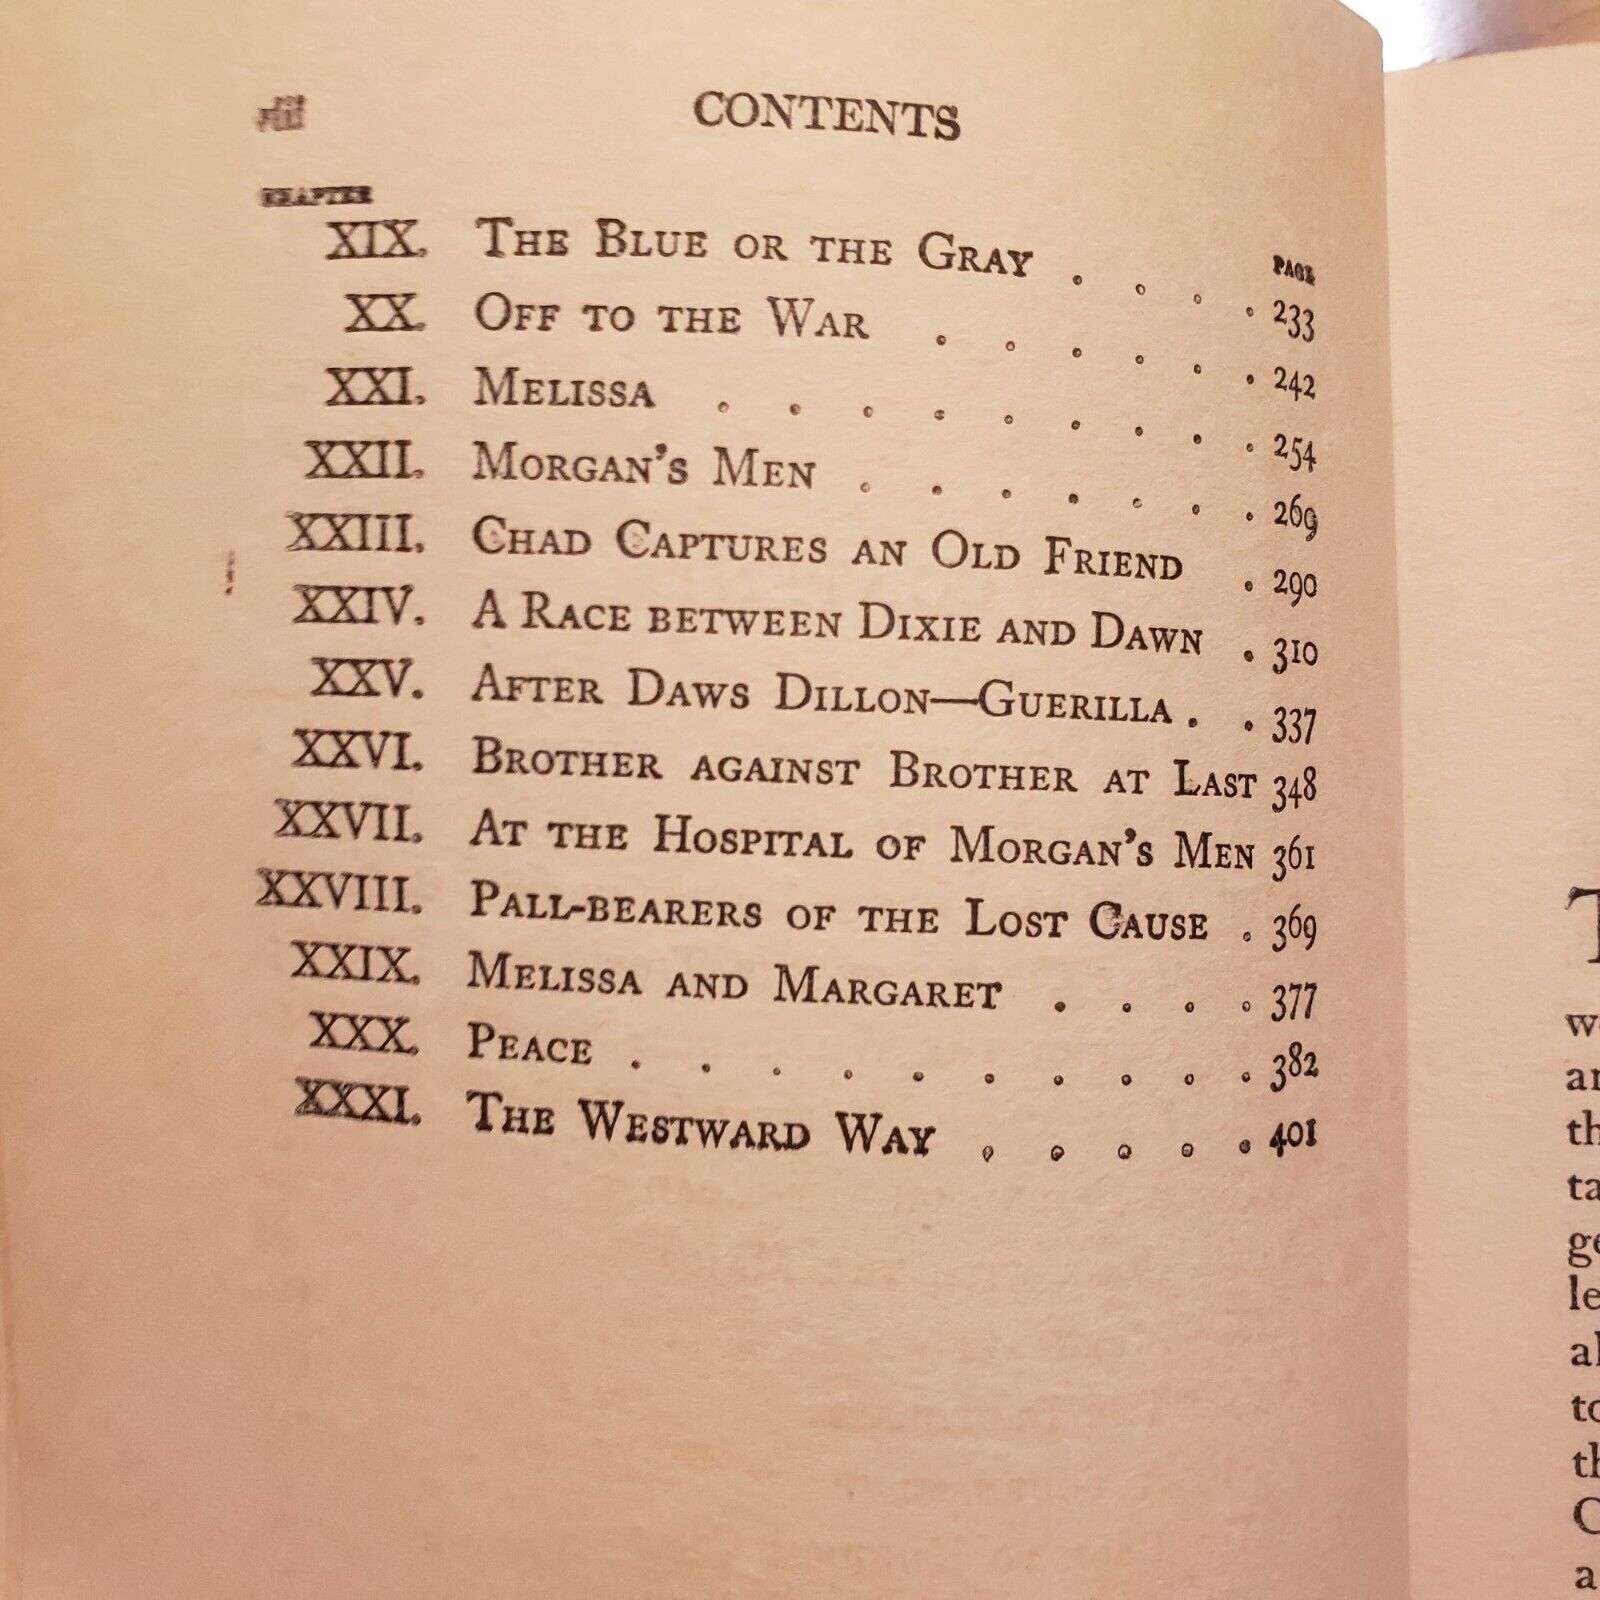 viii
CONTENTS
CHAPTER
PAGE
XIX. THE BLUE OR THE GRAY . . . . 233
XX. OFF TO THE WAR . . . . . . 242
XXI. MELISSA . . . . . . . . . 254
XXII. MORGAN'S MEN . . . . . . . 269
XXIII. CHAD CAPTURES AN OLD FRIEND . 290
XXIV. A RACE BETWEEN DIXIE AND DAWN . 310
XXV. AFTER DAWS DILLON—GUERILLA . . 337
XXVI. BROTHER AGAINST BROTHER AT LAST 348
XXVII. AT THE HOSPITAL OF MORGAN'S MEN 361
XXVIII. PALL-BEARERS OF THE LOST CAUSE . 369
XXIX. MELISSA AND MARGARET . . . . 377
XXX. PEACE . . . . . . . . . . 382
XXXI. THE WESTWARD WAY . . . . . 401